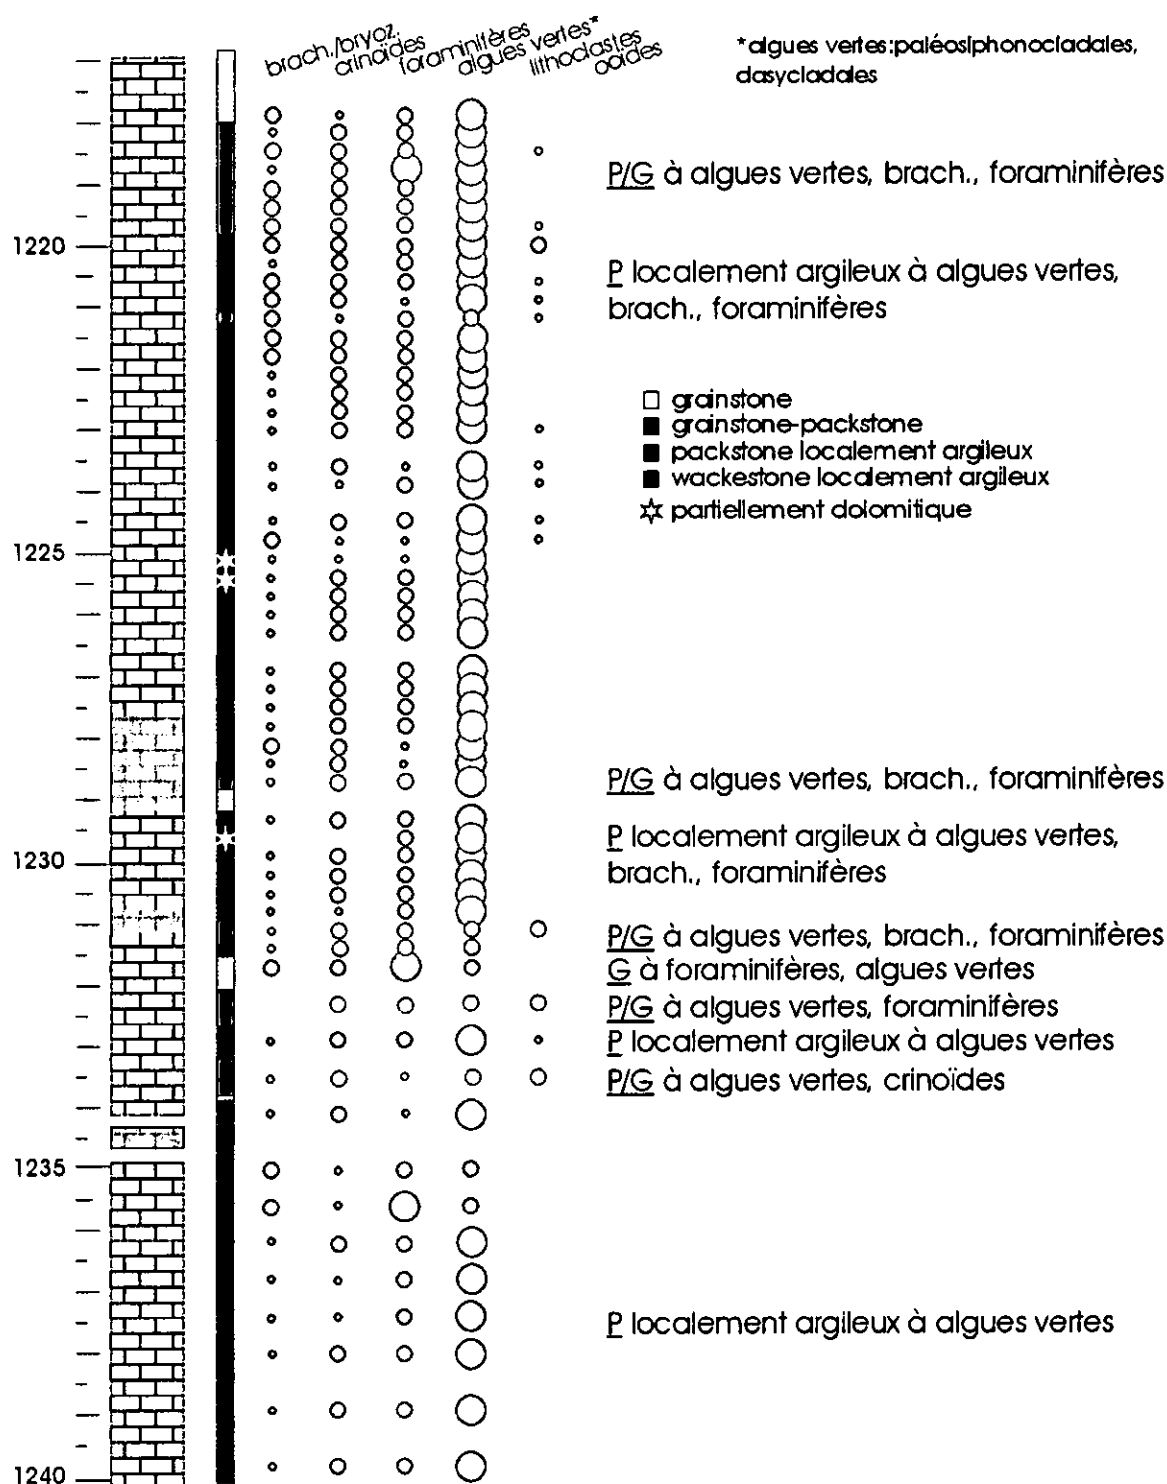 brach./bryoz.
crinoïdes
foraminifères
algues vertes*
lithoclastes
ooïdes
*algues vertes:paléosiphonocladales,
dasycladales
P/G à algues vertes, brach., foraminifères
1220
P localement argileux à algues vertes,
brach., foraminifères
grainstone
grainstone-packstone
packstone localement argileux
wackestone localement argileux
partiellement dolomitique
1225
P/G à algues vertes, brach., foraminifères
P localement argileux à algues vertes,
brach., foraminifères
1230
P/G à algues vertes, brach., foraminifères
G à foraminifères, algues vertes
P/G à algues vertes, foraminifères
P localement argileux à algues vertes
P/G à algues vertes, crinoïdes
1235
P localement argileux à algues vertes
1240